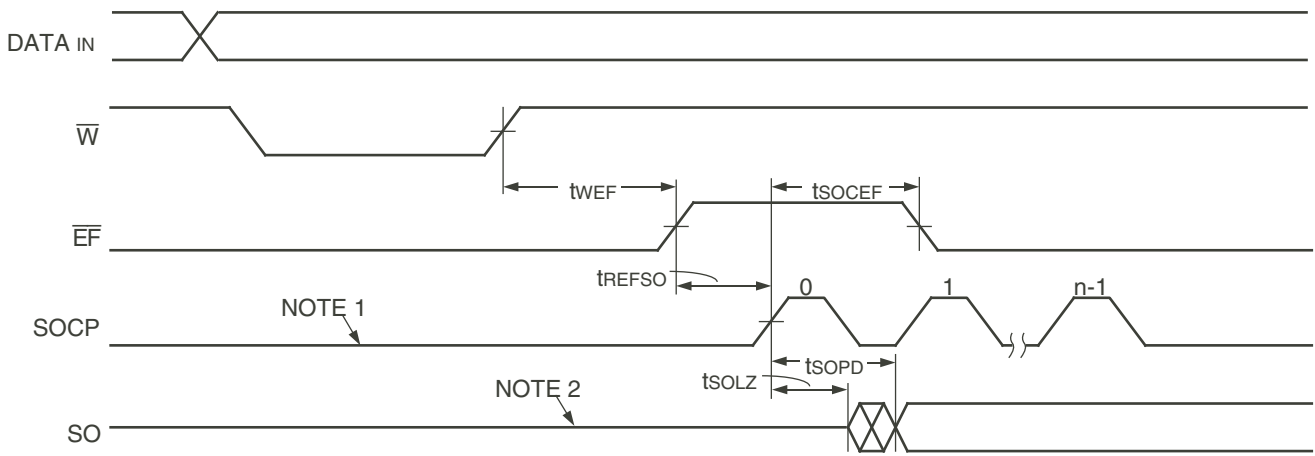 DATA IN
W
tWEF
tSOCEF
EF
tREFSO
0
1
n-1
NOTE 1
SOCP
tSOPD
tSOLZ
NOTE 2
SO